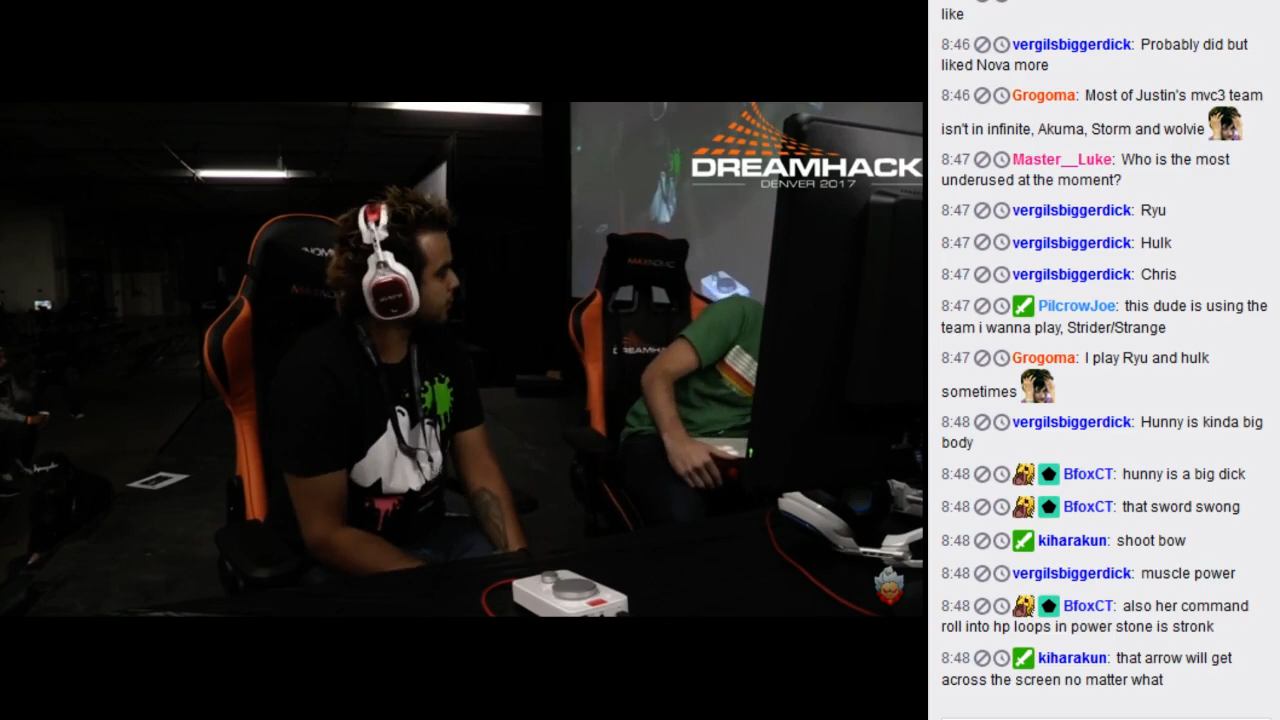 DREAMHACK
DENVER 2017
like
8:46 vergilsbiggerdick: Probably did but
liked Nova more
8:46 Grogoma: Most of Justin's mvc3 team
isn't in infinite, Akuma, Storm and wolvie
8:47 Master__Luke: Who is the most
underused at the moment?
8:47 vergilsbiggerdick: Ryu
8:47 vergilsbiggerdick: Hulk
8:47 vergilsbiggerdick: Chris
8:47 PilcrowJoe: this dude is using the
team i wanna play, Strider/Strange
8:47 Grogoma: I play Ryu and hulk
sometimes
8:48 vergilsbiggerdick: Hunny is kinda big
body
8:48 BfoxCT: hunny is a big dick
8:48 BfoxCT: that sword swong
8:48 kiharakun: shoot bow
8:48 vergilsbiggerdick: muscle power
8:48 BfoxCT: also her command
roll into hp loops in power stone is stronk
8:48 kiharakun: that arrow will get
across the screen no matter what